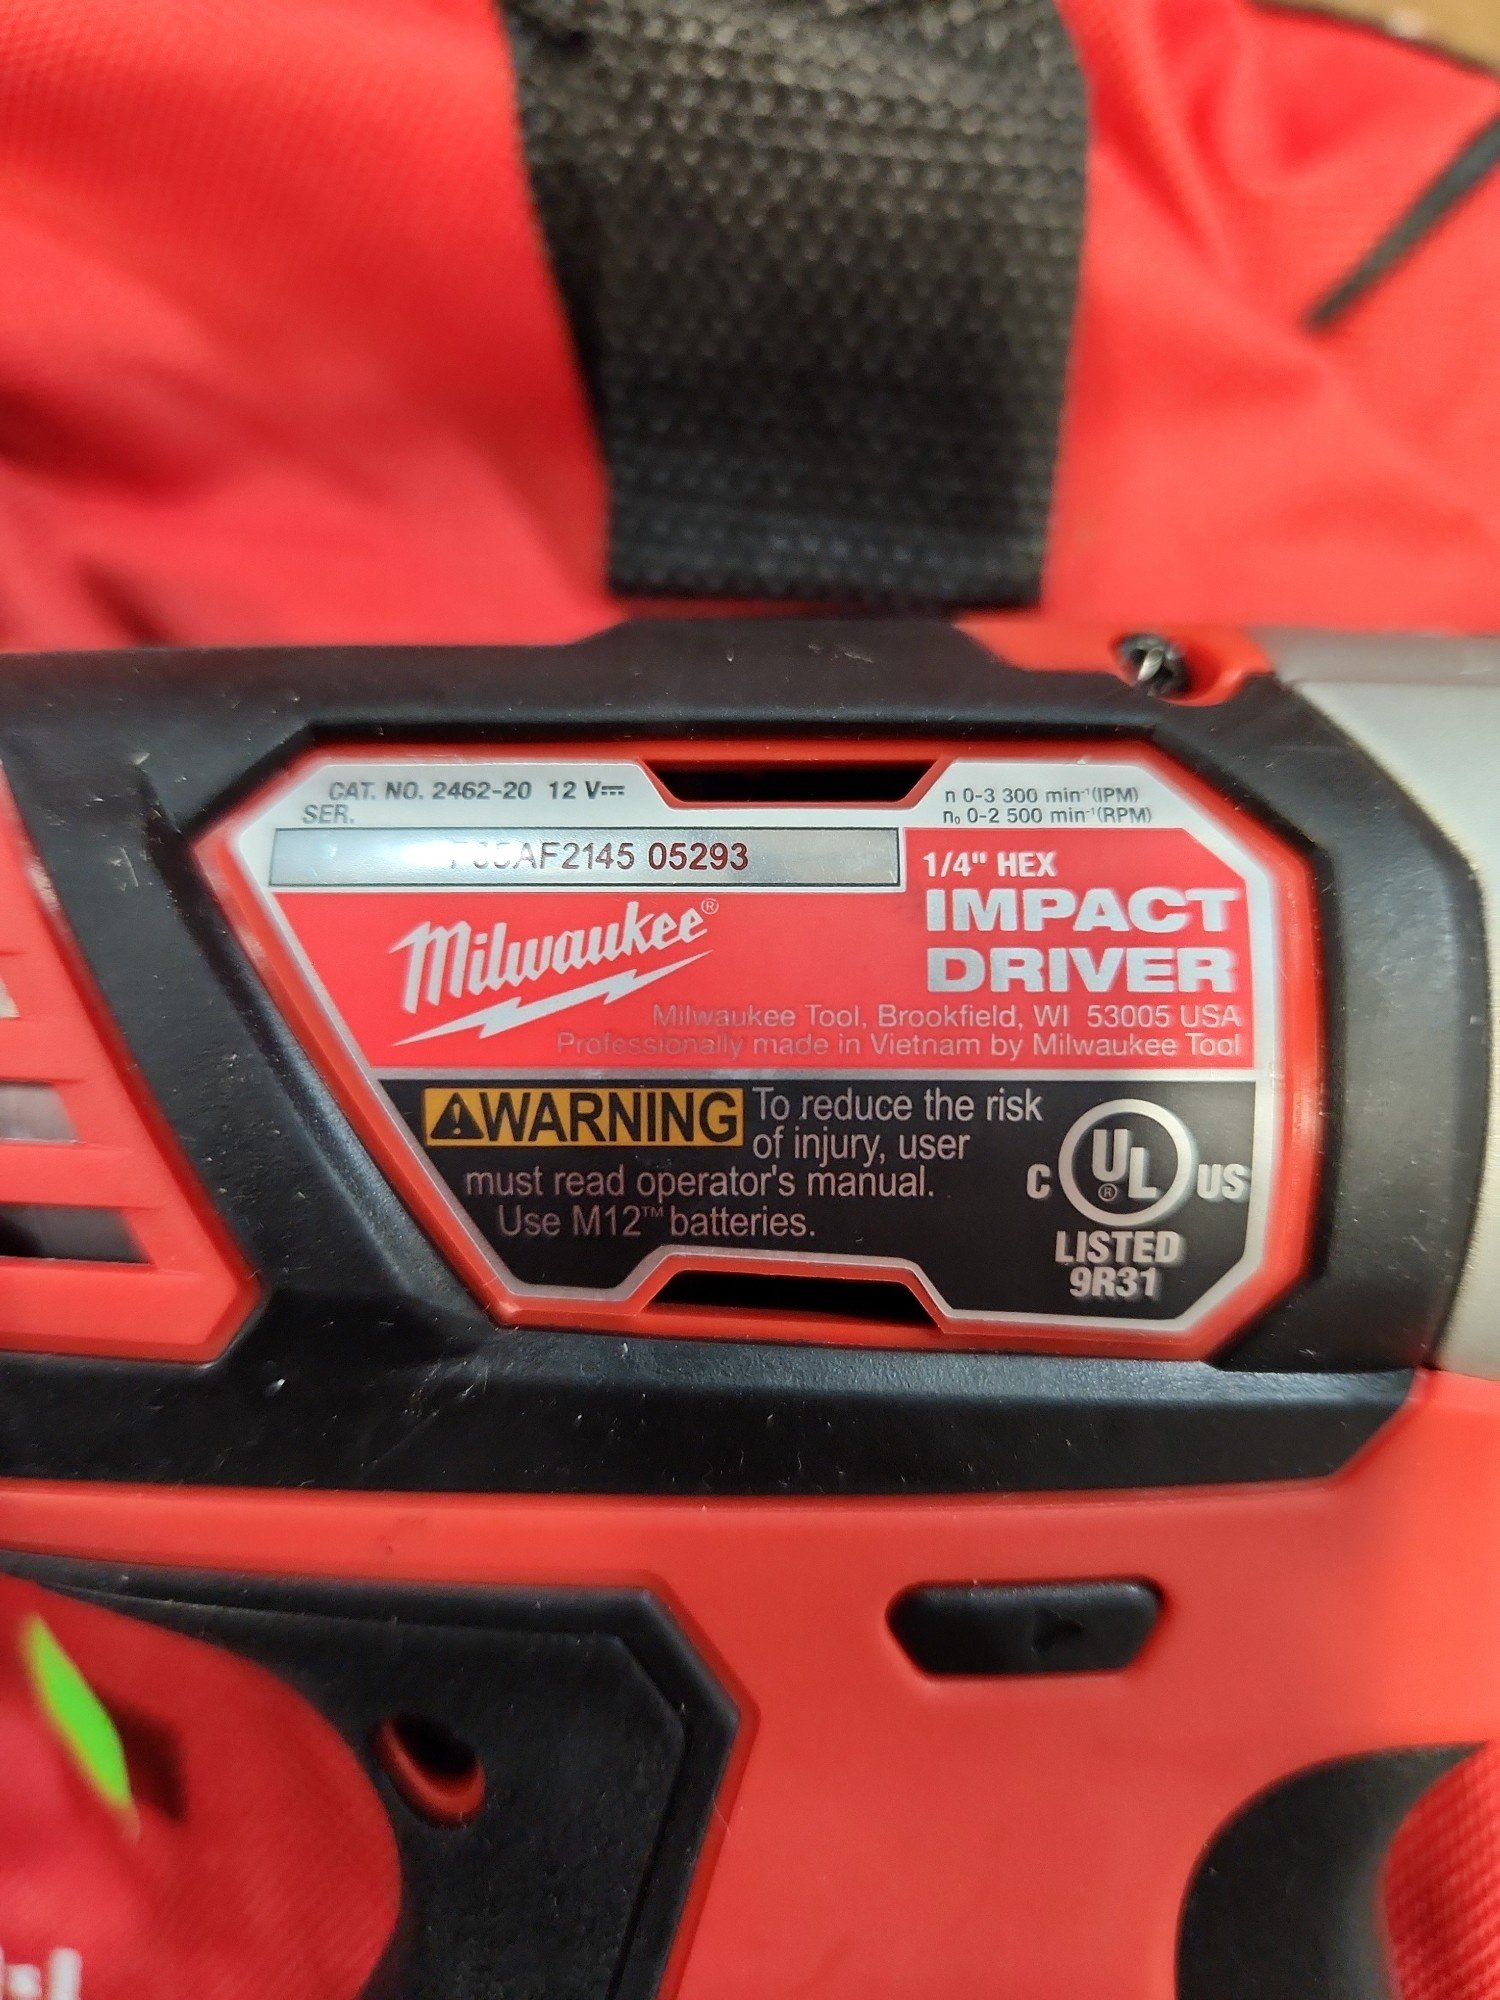 CAT. NO. 2462-20 12 V⎓
SER.
05293
n 0-3 300 min⁻¹(IPM)
n₀ 0-2 500 min⁻¹(RPM)
1/4" HEX
IMPACT
DRIVER
Milwaukee®
Milwaukee Tool, Brookfield, WI 53005 USA
Professionally made in Vietnam by Milwaukee Tool
WARNING To reduce the risk
of injury, user
must read operator's manual.
Use M12™ batteries.
C UL® US
LISTED
9R31